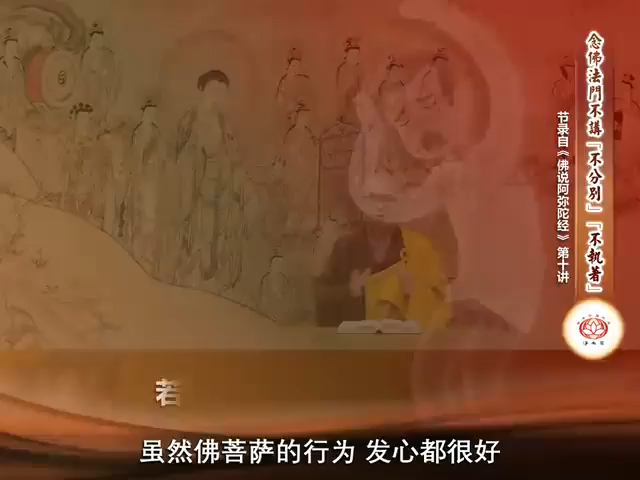 念佛法門不講「不分別」「不執著」
节录自《佛说阿弥陀经》第十讲
若
虽然佛菩萨的行为 发心都很好